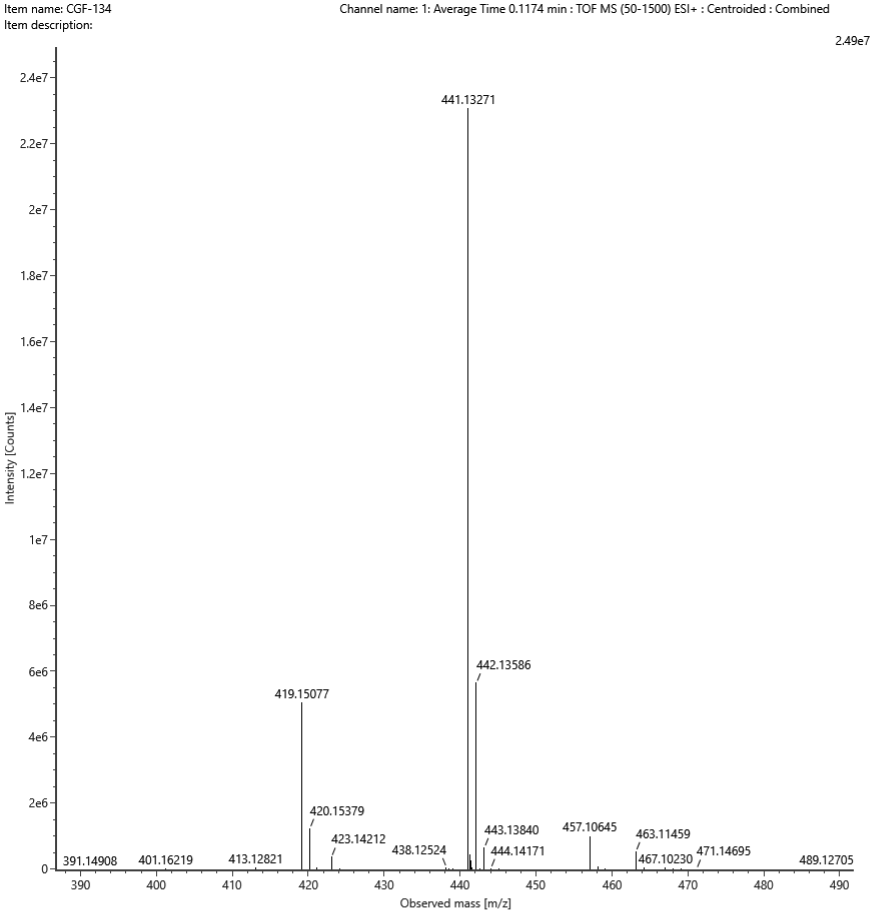 Item name: CGF-134 Channel name: 1: Average Time 0.1174 min : TOF MS (50-1500) ESI+ : Centroided : Combined
Item description:
2.49e7
2.4e7
441.13271
2.2e7
2e7
1.8e7
1.6e7
1.4e7
1.2e7
1e7
8e6
6e6
4e6
2e6
0
Intensity [Counts]
442.13586
419.15077
420.15379
423.14212
457.10645
443.13840
463.11459
438.12524
444.14171
471.14695
391.14908
401.16219
413.12821
467.10230
489.12705
390 400 410 420 430 440 450 460 470 480 490
Observed mass [m/z]